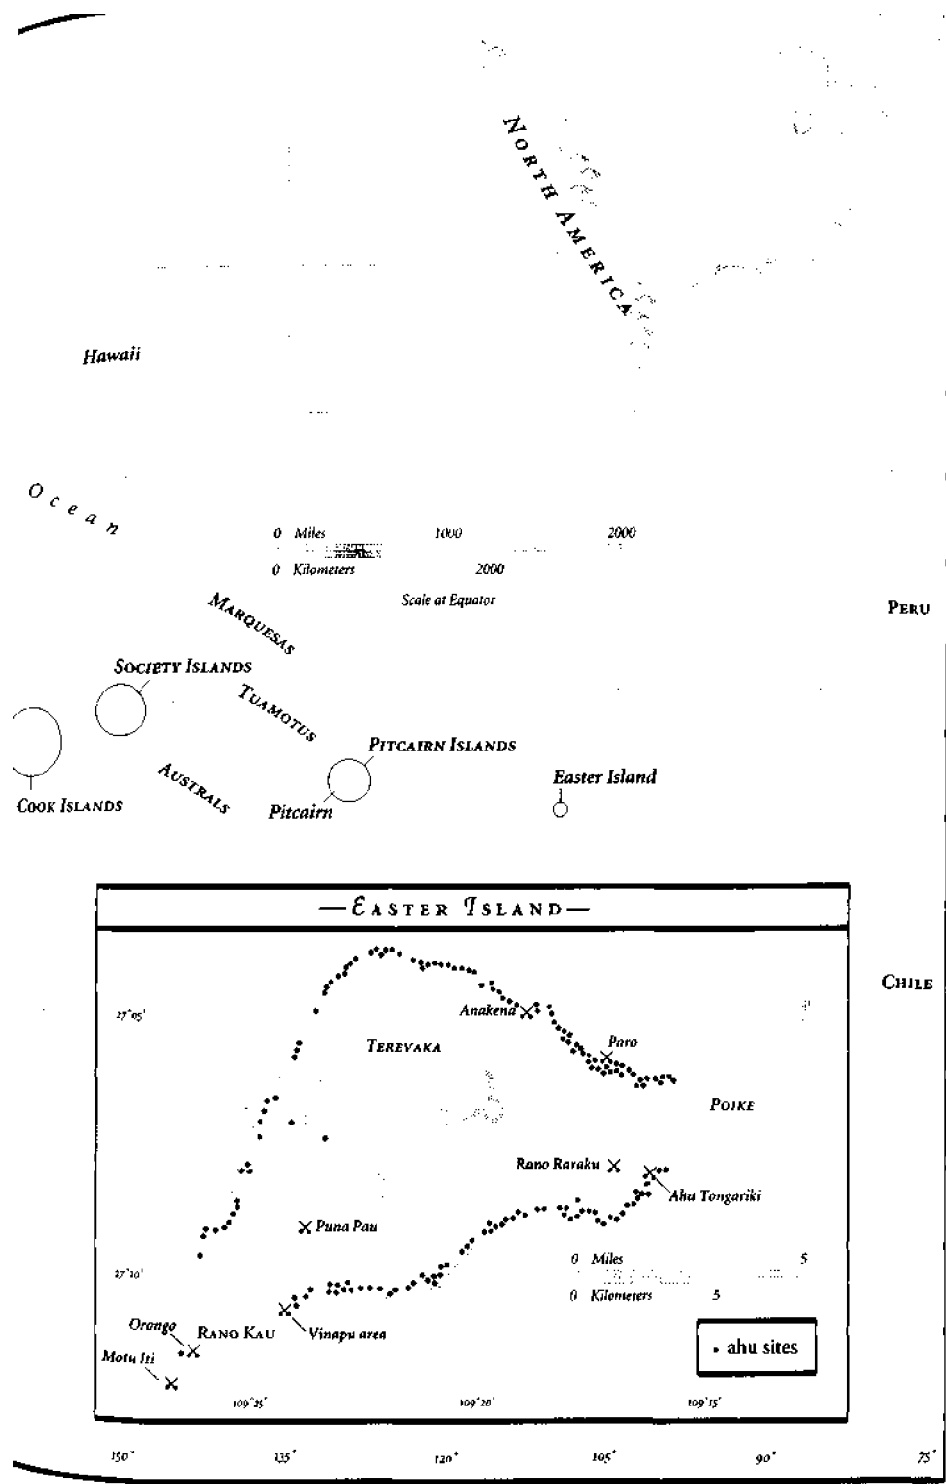 NORTH AMERICA
Hawaii
Ocean
0 Miles 1000 2000
0 Kilometers 2000
Scale at Equator
MARQUESAS
PERU
SOCIETY ISLANDS
TUAMOTUS
PITCAIRN ISLANDS
Easter Island
AUSTRALS
COOK ISLANDS
Pitcairn
—EASTER ISLAND—
CHILE
Anakena
27°05'
Paro
TEREVAKA
POIKE
Rano Raraku
Ahu Tongariki
Puna Pau
0 Miles 5
27°10'
0 Kilometers 5
Orongo
RANO KAU
Vinapu area
• ahu sites
Motu Iti
109°25' 109°20' 109°15'
150° 135° 120° 105° 90° 75°